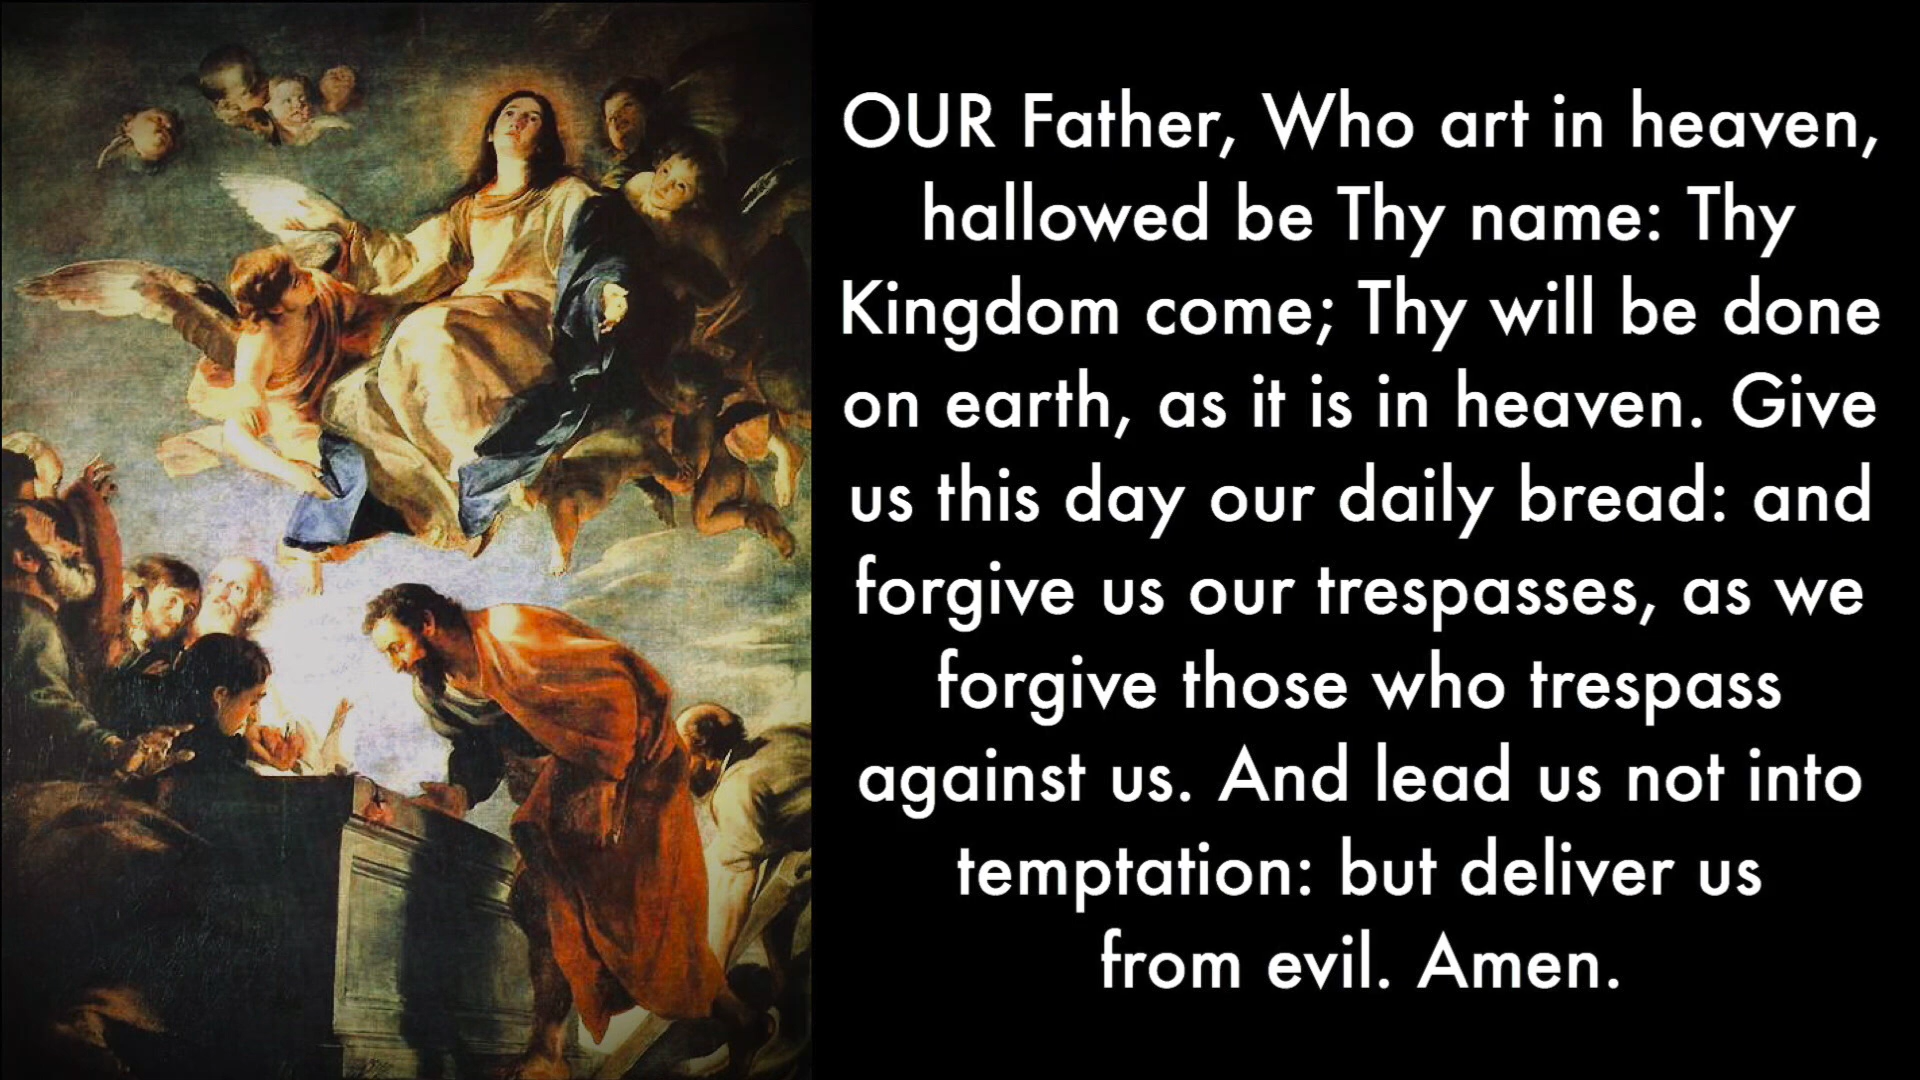 OUR Father, Who art in heaven,
hallowed be Thy name: Thy
Kingdom come; Thy will be done
on earth, as it is in heaven. Give
us this day our daily bread: and
forgive us our trespasses, as we
forgive those who trespass
against us. And lead us not into
temptation: but deliver us
from evil. Amen.